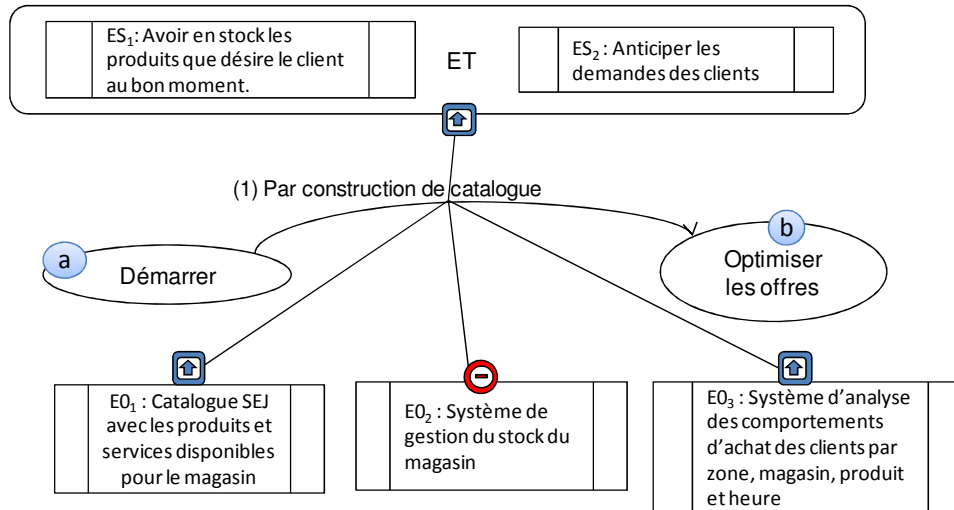 ES1: Avoir en stock les
produits que désire le client
au bon moment.
ET
ES2 : Anticiper les
demandes des clients
(1) Par construction de catalogue
a
Démarrer
b
Optimiser
les offres
E01 : Catalogue SEJ
avec les produits et
services disponibles
pour le magasin
E02 : Système de
gestion du stock du
magasin
E03 : Système d’analyse
des comportements
d’achat des clients par
zone, magasin, produit
et heure